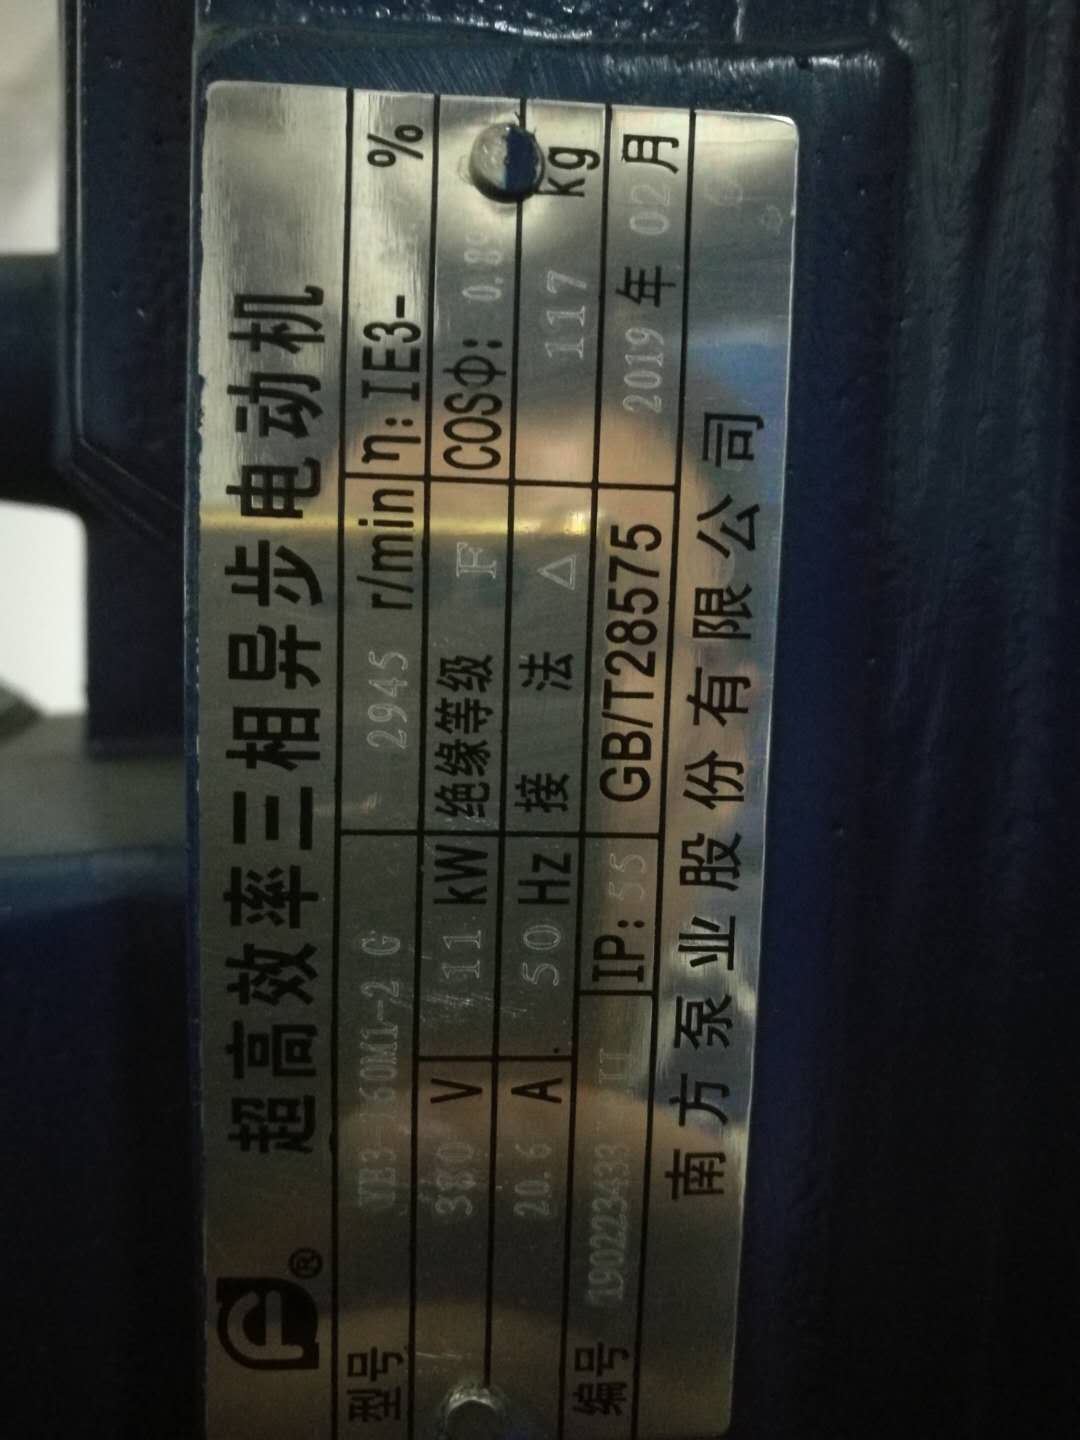 超高效率三相异步电动机
型号 YE3-160M1-2 G 2945 r/min η:IE3- %
380 V 11 kW 绝缘等级 F COSΦ: 0.89
20.6 A 50 Hz 接法 △ 117 kg
编号 190223433 IP: 55 GB/T28575 2019 年 02 月
南方泵业股份有限公司